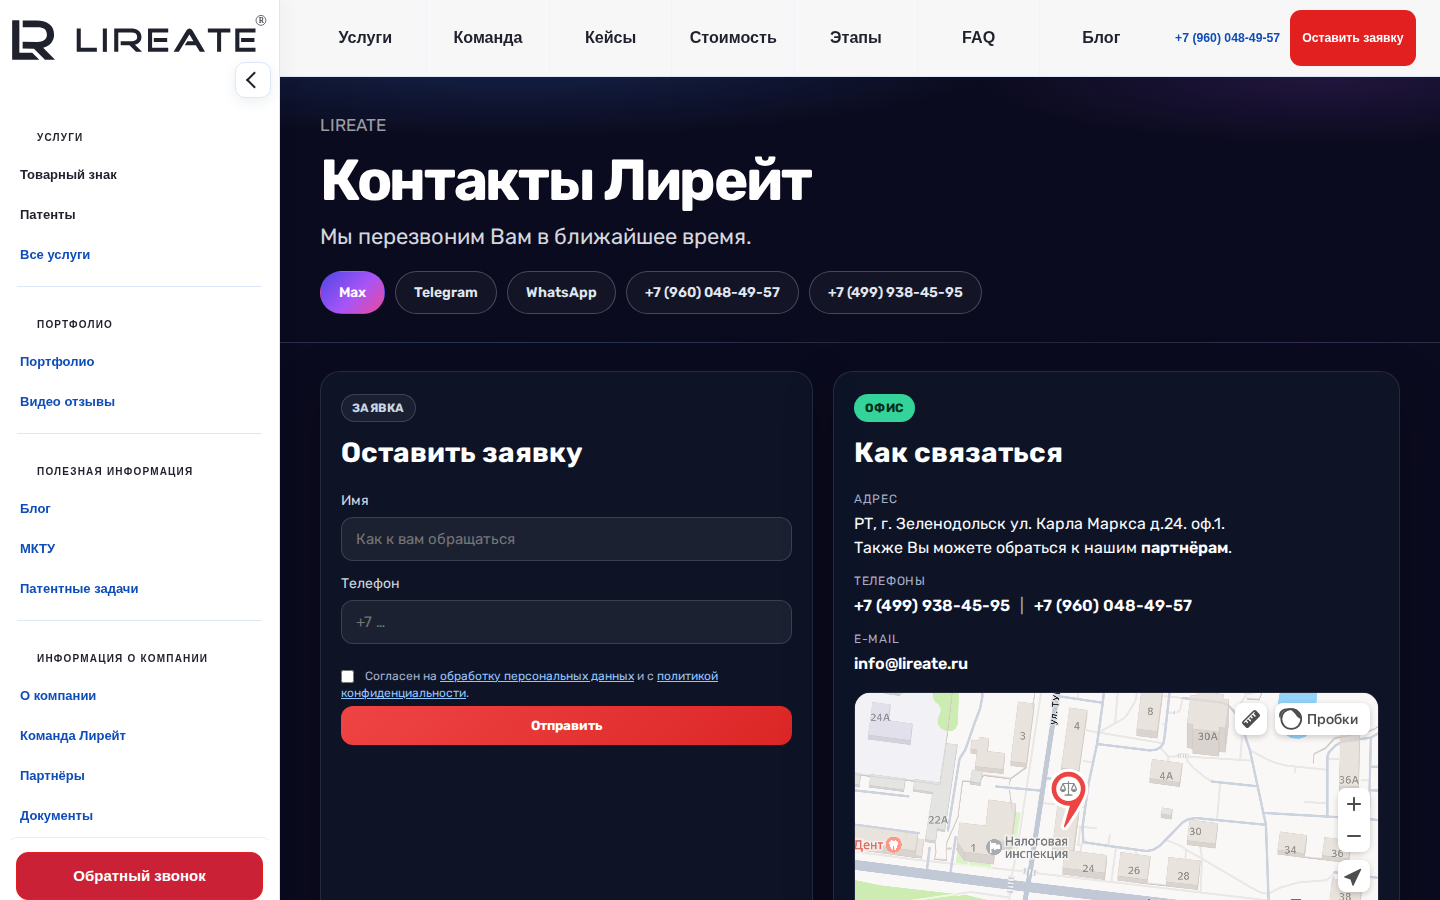 LIREATE®
Услуги
Команда
Кейсы
Стоимость
Этапы
FAQ
Блог
+7 (960) 048-49-57
Оставить заявку
УСЛУГИ
Товарный знак
Патенты
Все услуги
ПОРТФОЛИО
Портфолио
Видео отзывы
ПОЛЕЗНАЯ ИНФОРМАЦИЯ
Блог
МКТУ
Патентные задачи
ИНФОРМАЦИЯ О КОМПАНИИ
О компании
Команда Лирейт
Партнёры
Документы
Обратный звонок
LIREATE
Контакты Лирейт
Мы перезвоним Вам в ближайшее время.
Max
Telegram
WhatsApp
+7 (960) 048-49-57
+7 (499) 938-45-95
ЗАЯВКА
Оставить заявку
Имя
Как к вам обращаться
Телефон
+7 ...
Согласен на обработку персональных данных и с политикой
конфиденциальности.
Отправить
ОФИС
Как связаться
АДРЕС
РТ, г. Зеленодольск ул. Карла Маркса д.24. оф.1.
Также Вы можете обраться к нашим партнёрам.
ТЕЛЕФОНЫ
+7 (499) 938-45-95 | +7 (960) 048-49-57
E-MAIL
info@lireate.ru
24А
3
4
8
30А
Пробки
4А
36А
22А
Дент
1
Налоговая
инспекция
30
34
36
24
26
28
38